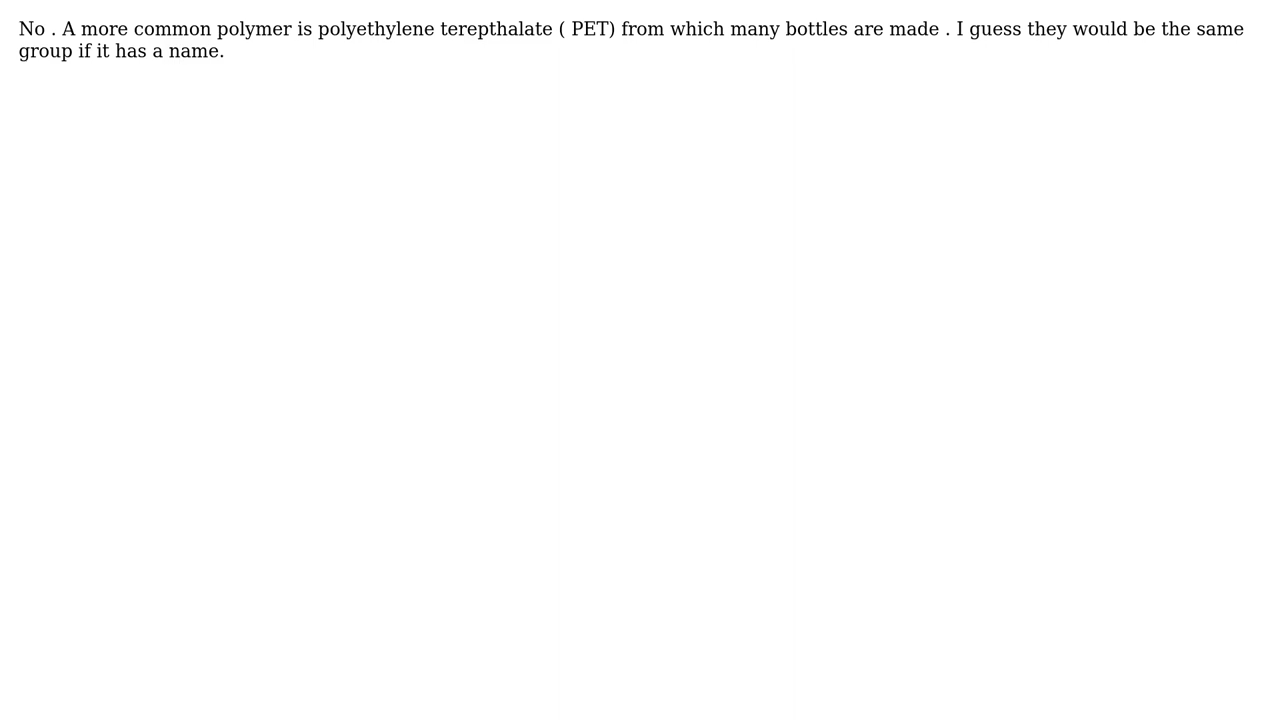 No . A more common polymer is polyethylene terepthalate ( PET) from which many bottles are made . I guess they would be the same
group if it has a name.